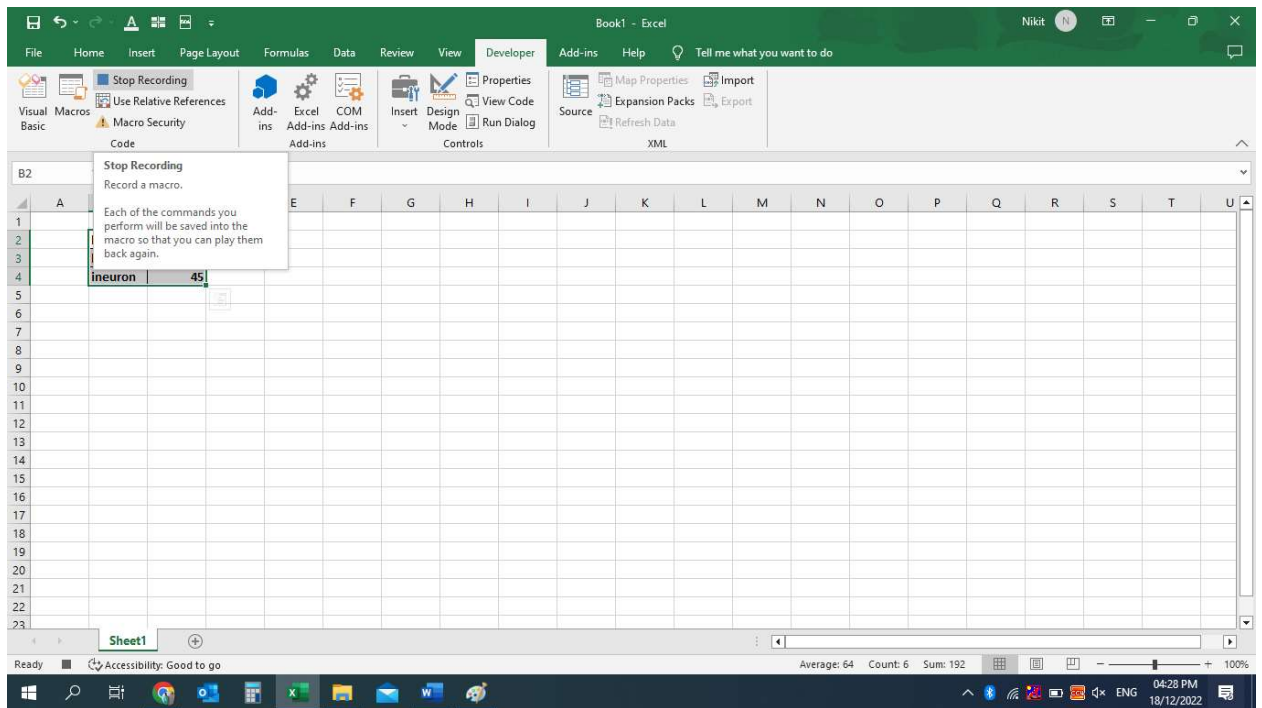 Book1 - Excel
Nikit
N
File Home Insert Page Layout Formulas Data Review View Developer Add-ins Help Tell me what you want to do
Visual Basic
Macros
Stop Recording
Use Relative References
Macro Security
Code
Add-ins
Excel Add-ins
COM Add-ins
Add-ins
Insert
Design Mode
Properties
View Code
Run Dialog
Controls
Source
Map Properties
Expansion Packs
Refresh Data
Import
Export
XML
B2
Stop Recording
Record a macro.
Each of the commands you
perform will be saved into the
macro so that you can play them
back again.
A E F G H I J K L M N O P Q R S T U
1
2
3
4 ineuron 45
5
6
7
8
9
10
11
12
13
14
15
16
17
18
19
20
21
22
23
Sheet1
Ready Accessibility: Good to go Average: 64 Count: 6 Sum: 192 100%
ENG 04:28 PM
18/12/2022